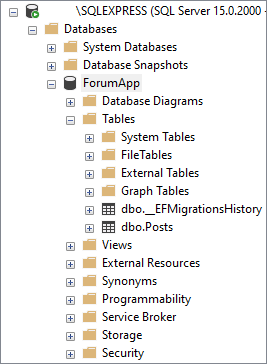 \SQLEXPRESS (SQL Server 15.0.2000 -
Databases
System Databases
Database Snapshots
ForumApp
Database Diagrams
Tables
System Tables
FileTables
External Tables
Graph Tables
dbo.__EFMigrationsHistory
dbo.Posts
Views
External Resources
Synonyms
Programmability
Service Broker
Storage
Security